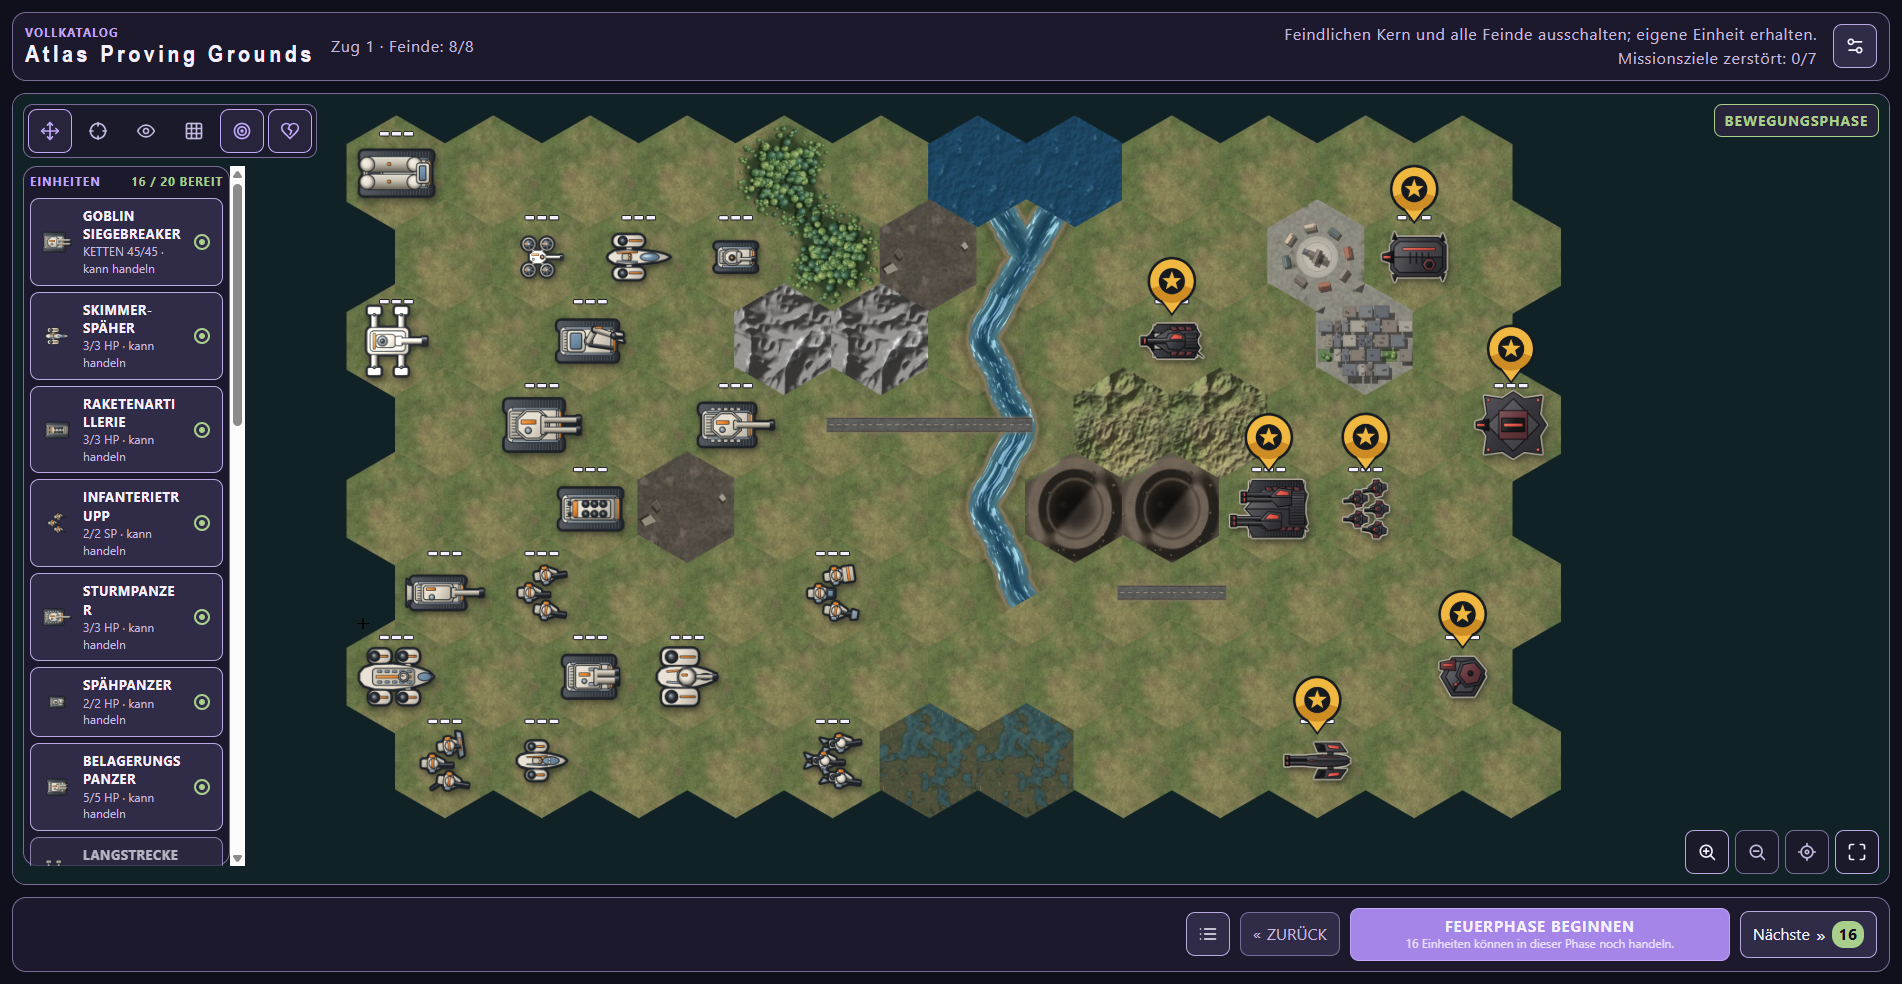 VOLLKATALOG
Atlas Proving Grounds
Zug 1 · Feinde: 8/8
Feindlichen Kern und alle Feinde ausschalten; eigene Einheit erhalten.
Missionsziele zerstört: 0/7
BEWEGUNGSPHASE
EINHEITEN
16 / 20 BEREIT
GOBLIN
SIEGEBREAKER
KETTEN 45/45 ·
kann handeln
SKIMMER-
SPÄHER
3/3 HP · kann
handeln
RAKETENARTI
LLERIE
3/3 HP · kann
handeln
INFANTERIETR
UPP
2/2 SP · kann
handeln
STURMPANZE
R
3/3 HP · kann
handeln
SPÄHPANZER
2/2 HP · kann
handeln
BELAGERUNGS
PANZER
5/5 HP · kann
handeln
LANGSTRECKE
« ZURÜCK
FEUERPHASE BEGINNEN
16 Einheiten können in dieser Phase noch handeln.
Nächste » 16